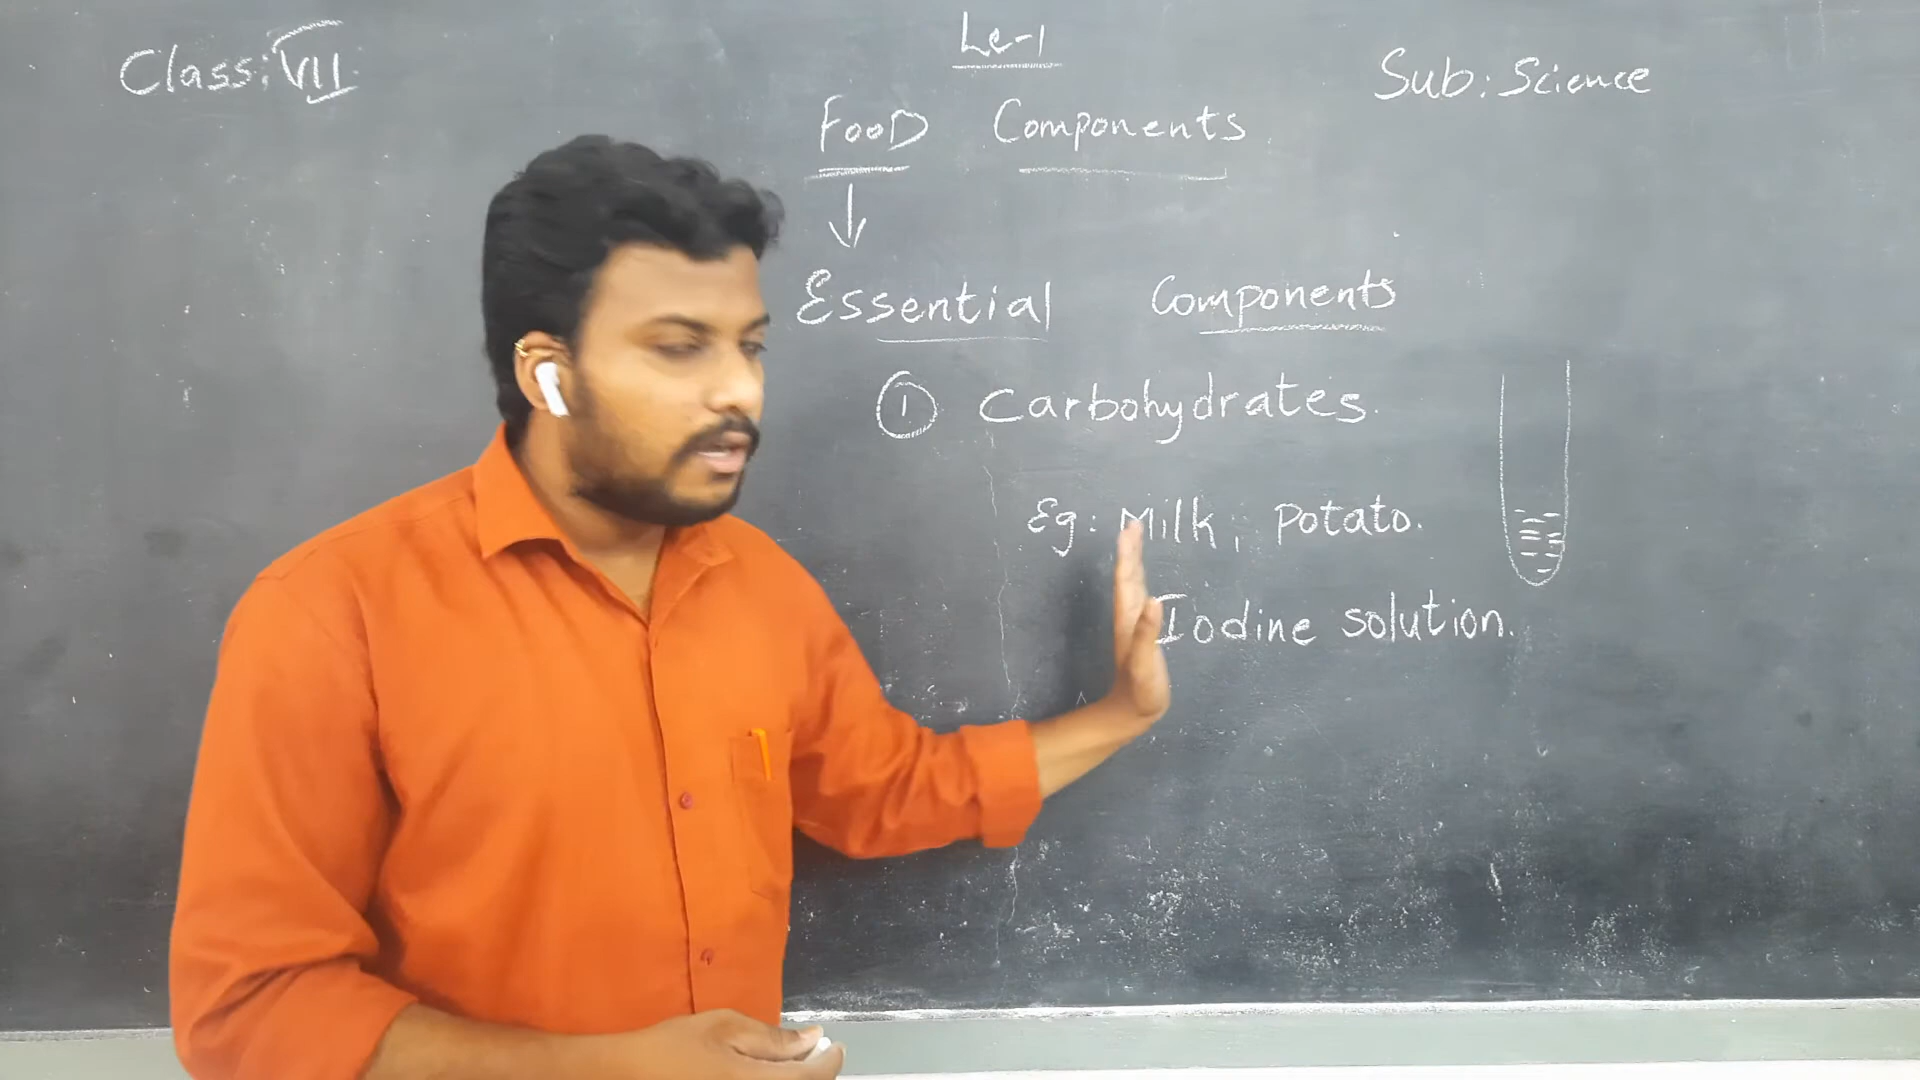 Le-1
Class: VII
Sub: Science
FooD Components
Essential Components
1 Carbohydrates.
Eg: Milk, Potato.
Iodine solution.